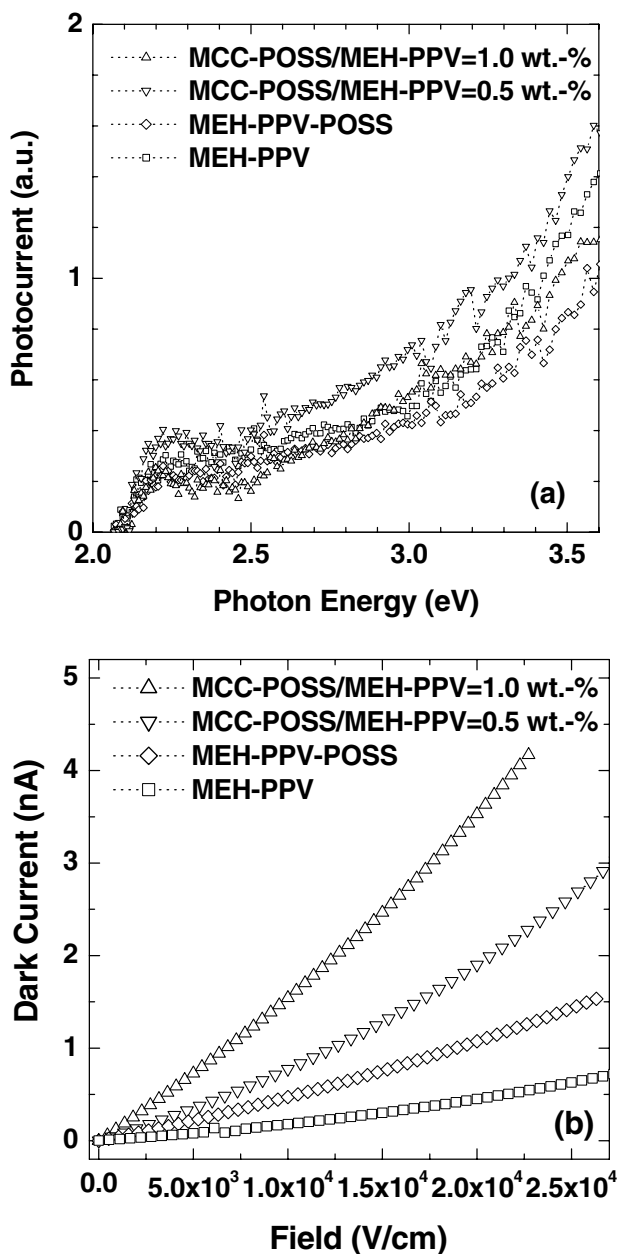 2
MCC-POSS/MEH-PPV=1.0 wt.-%
MCC-POSS/MEH-PPV=0.5 wt.-%
MEH-PPV-POSS
MEH-PPV
Photocurrent (a.u.)
1
(a)
0
2.0 2.5 3.0 3.5
Photon Energy (eV)
5
MCC-POSS/MEH-PPV=1.0 wt.-%
MCC-POSS/MEH-PPV=0.5 wt.-%
MEH-PPV-POSS
MEH-PPV
4
Dark Current (nA)
3
2
1
(b)
0
0.0 5.0x10³ 1.0x10⁴ 1.5x10⁴ 2.0x10⁴ 2.5x10⁴
Field (V/cm)